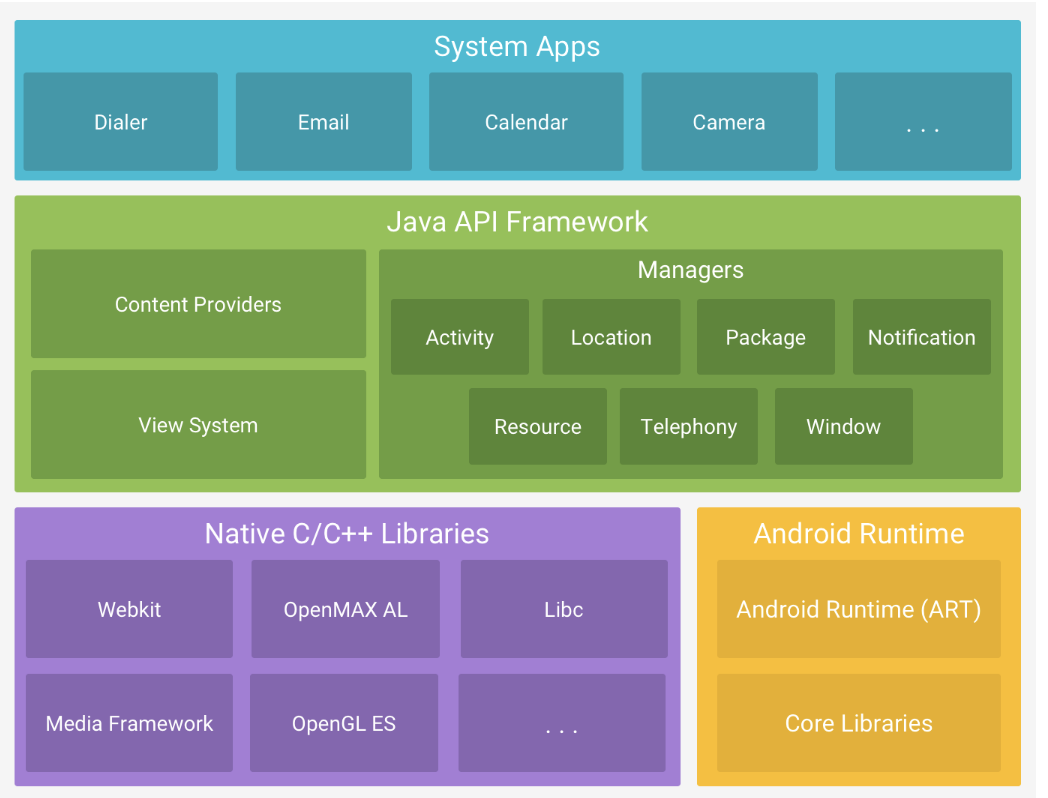 System Apps
Dialer
Email
Calendar
Camera
. . .
Java API Framework
Content Providers
View System
Managers
Activity
Location
Package
Notification
Resource
Telephony
Window
Native C/C++ Libraries
Webkit
OpenMAX AL
Libc
Media Framework
OpenGL ES
. . .
Android Runtime
Android Runtime (ART)
Core Libraries